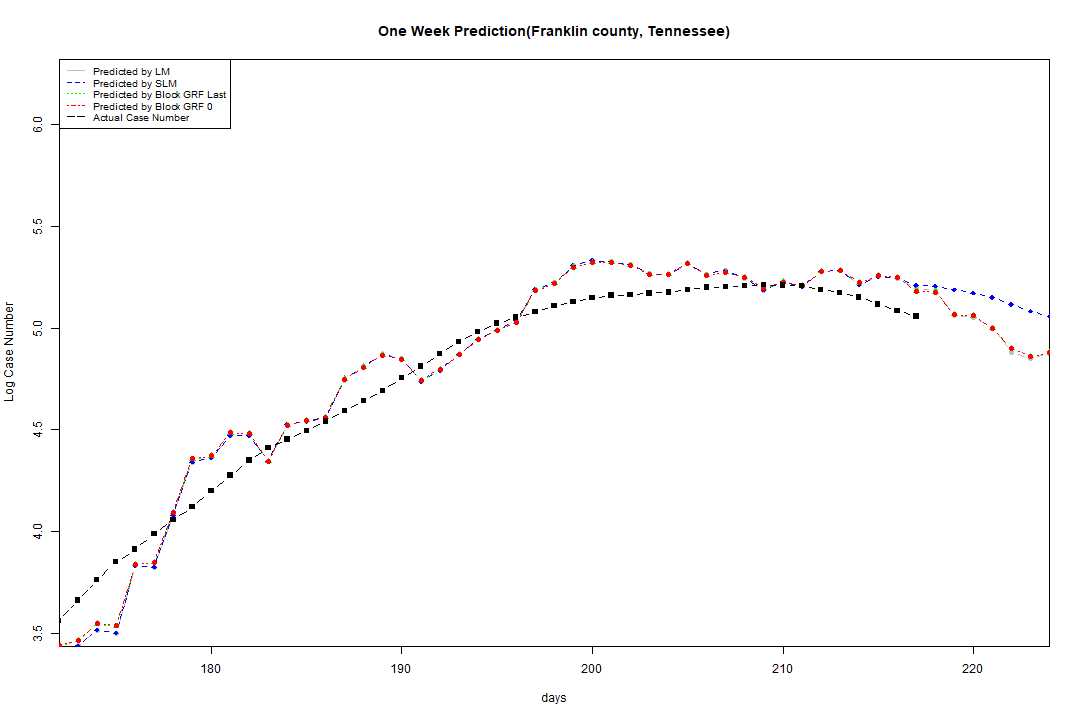 One Week Prediction(Franklin county, Tennessee)
Predicted by LM
Predicted by SLM
Predicted by Block GRF Last
Predicted by Block GRF 0
Actual Case Number
6.0
5.5
5.0
4.5
4.0
3.5
Log Case Number
180 190 200 210 220
days